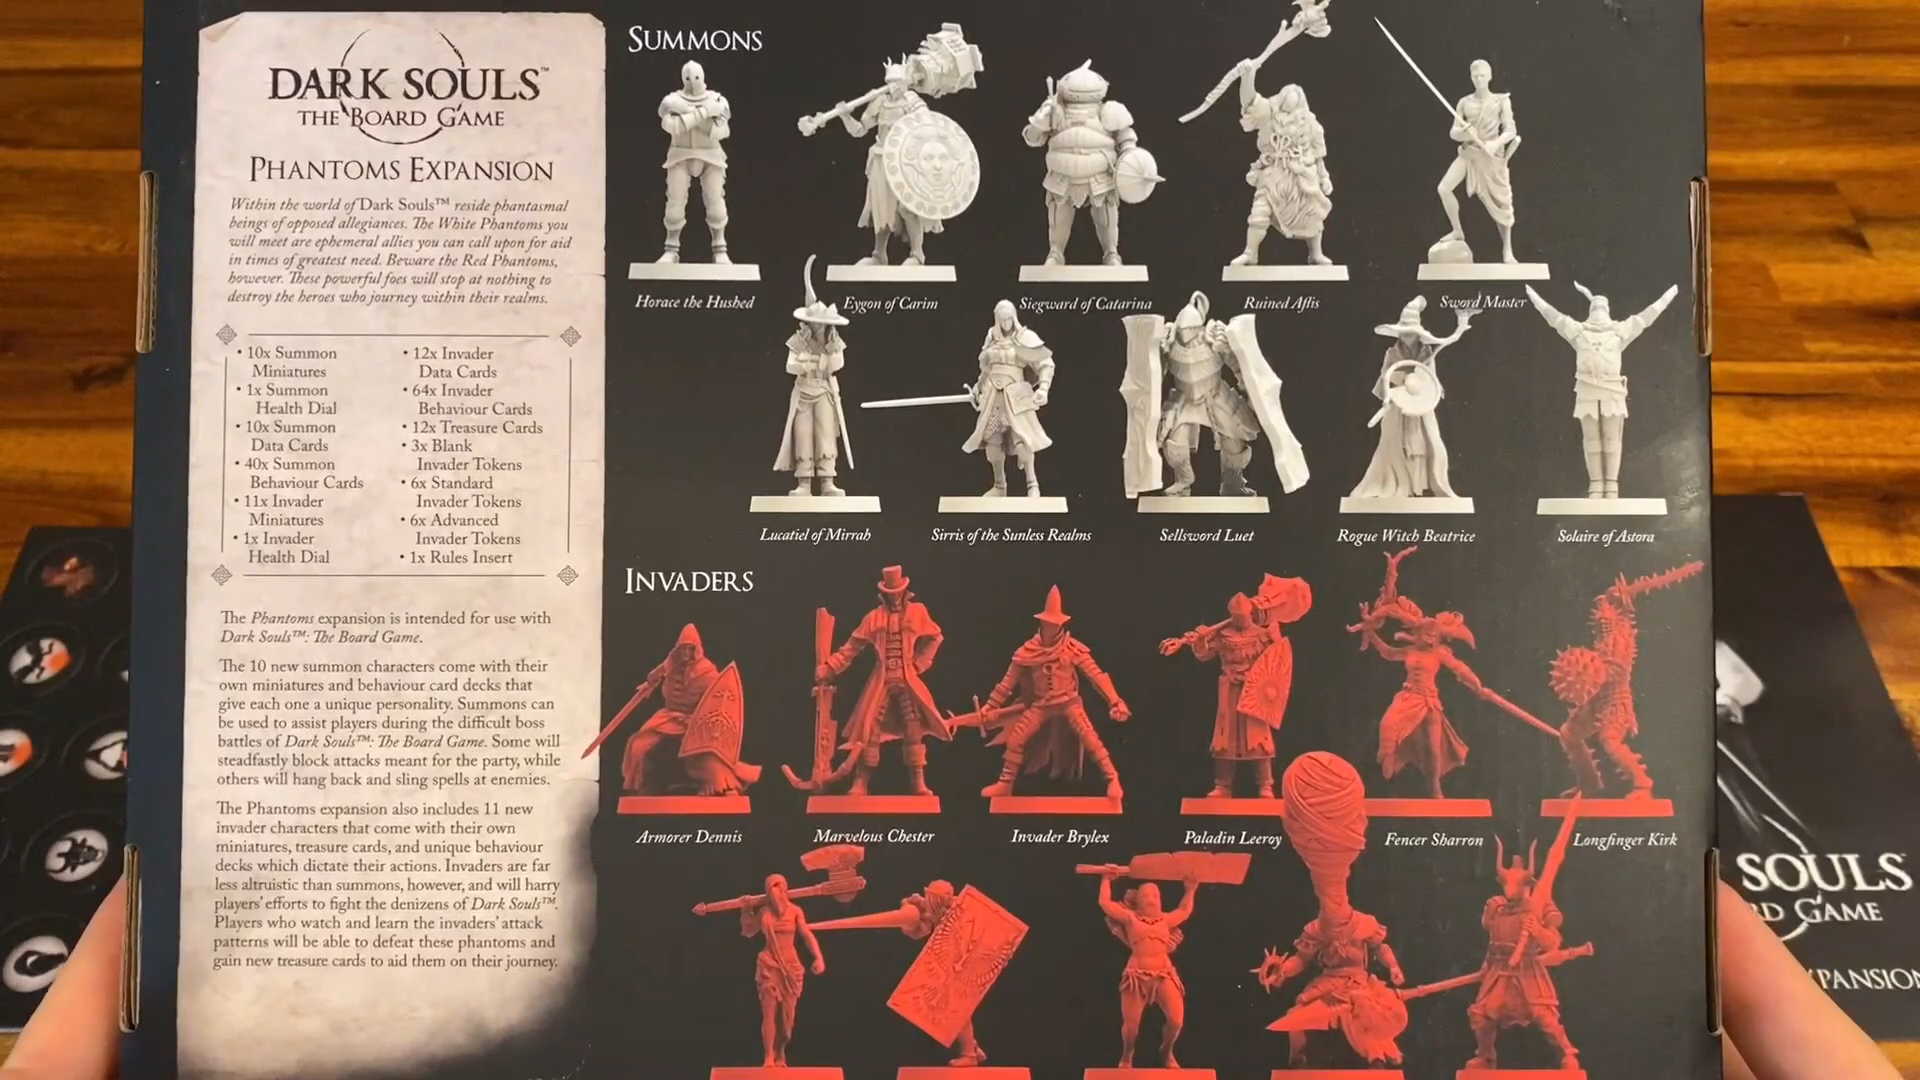 DARK SOULS™
THE BOARD GAME
PHANTOMS EXPANSION
Within the world of Dark Souls™ reside phantasmal
beings of opposed allegiances. The White Phantoms you
will meet are ephemeral allies you can call upon for aid
in times of greatest need. Beware the Red Phantoms,
however. These powerful foes will stop at nothing to
destroy the heroes who journey within their realms.
• 10x Summon
Miniatures
• 1x Summon
Health Dial
• 10x Summon
Data Cards
• 40x Summon
Behaviour Cards
• 11x Invader
Miniatures
• 1x Invader
Health Dial
• 12x Invader
Data Cards
• 64x Invader
Behaviour Cards
• 12x Treasure Cards
• 3x Blank
Invader Tokens
• 6x Standard
Invader Tokens
• 6x Advanced
Invader Tokens
• 1x Rules Insert
The Phantoms expansion is intended for use with
Dark Souls™: The Board Game.
The 10 new summon characters come with their
own miniatures and behaviour card decks that
give each one a unique personality. Summons can
be used to assist players during the difficult boss
battles of Dark Souls™: The Board Game. Some will
steadfastly block attacks meant for the party, while
others will hang back and sling spells at enemies.
The Phantoms expansion also includes 11 new
invader characters that come with their own
miniatures, treasure cards, and unique behaviour
decks which dictate their actions. Invaders are far
less altruistic than summons, however, and will harry
players' efforts to fight the denizens of Dark Souls™.
Players who watch and learn the invaders' attack
patterns will be able to defeat these phantoms and
gain new treasure cards to aid them on their journey.
SUMMONS
Horace the Hushed
Eygon of Carim
Siegward of Catarina
Ruined Aflis
Sword Master
Lucatiel of Mirrah
Sirris of the Sunless Realms
Sellsword Luet
Rogue Witch Beatrice
Solaire of Astora
INVADERS
Armorer Dennis
Marvelous Chester
Invader Brylex
Paladin Leeroy
Fencer Sharron
Longfinger Kirk
SOULS™
RD GAME
XPANSION